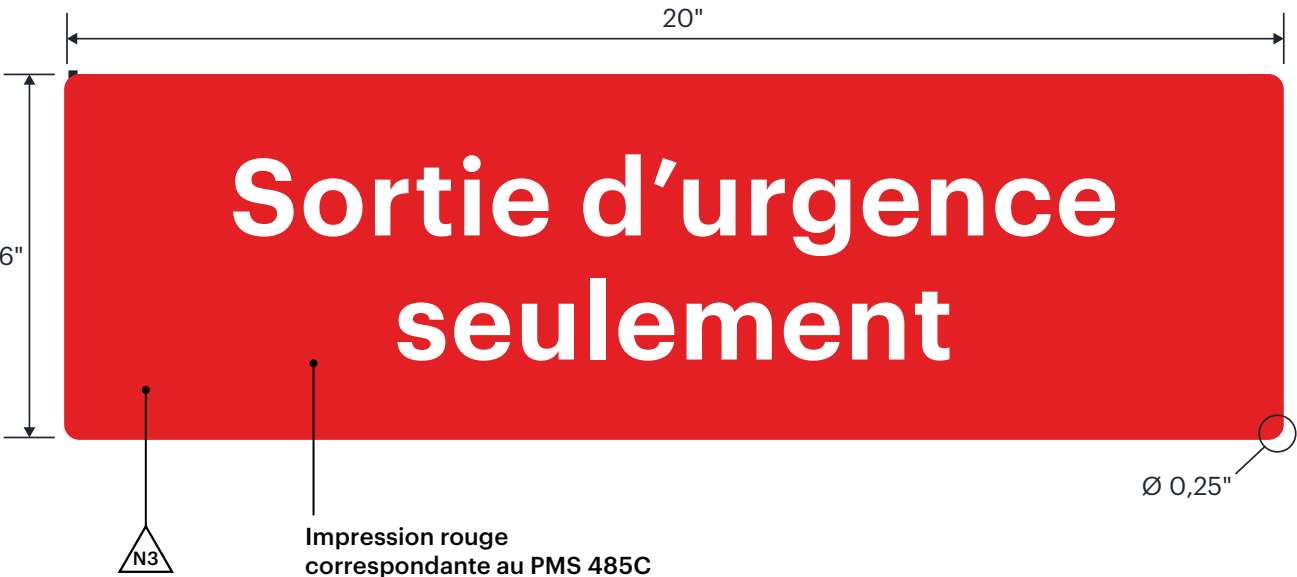 20"
Sortie d’urgence
seulement
6"
Ø 0,25"
N3
Impression rouge
correspondante au PMS 485C